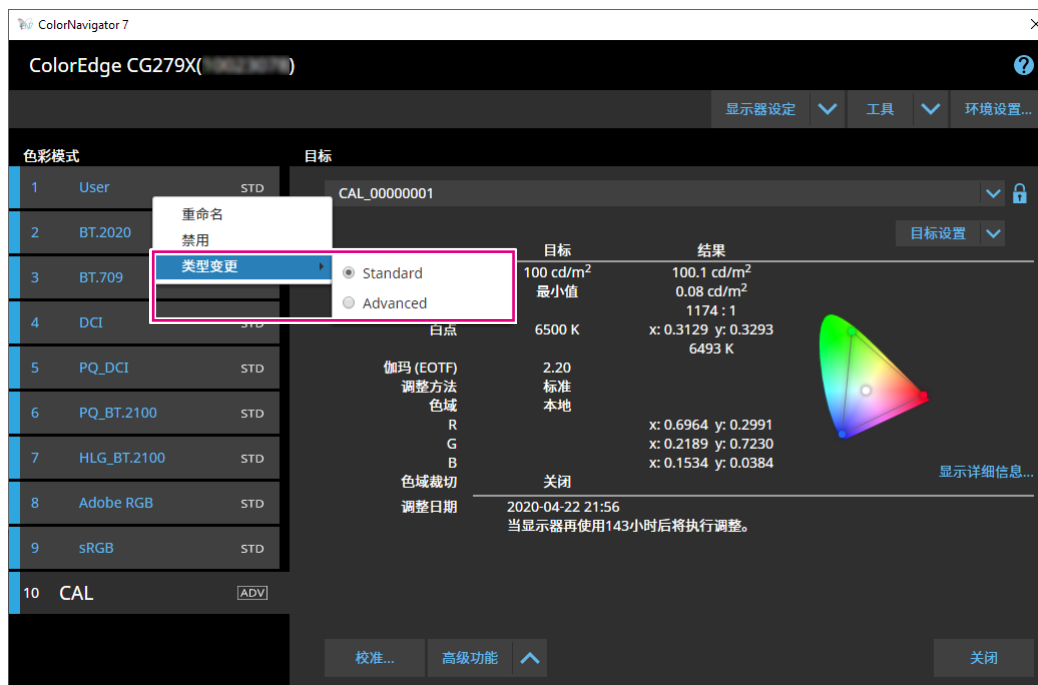 ColorNavigator 7
ColorEdge CG279X( )
显示器设定
工具
环境设置...
色彩模式
目标
1 User STD
2 BT.2020
3 BT.709
4 DCI STD
5 PQ_DCI STD
6 PQ_BT.2100 STD
7 HLG_BT.2100 STD
8 Adobe RGB STD
9 sRGB STD
10 CAL ADV
重命名
禁用
类型变更
Standard
Advanced
CAL_00000001
目标设置
目标 结果
100 cd/m² 100.1 cd/m²
最小值 0.08 cd/m²
1174 : 1
白点 6500 K x: 0.3129 y: 0.3293
6493 K
伽玛 (EOTF) 2.20
调整方法 标准
色域 本地
R x: 0.6964 y: 0.2991
G x: 0.2189 y: 0.7230
B x: 0.1534 y: 0.0384
色域裁切 关闭
显示详细信息...
调整日期 2020-04-22 21:56
当显示器再使用143小时后将执行调整。
校准...
高级功能
关闭